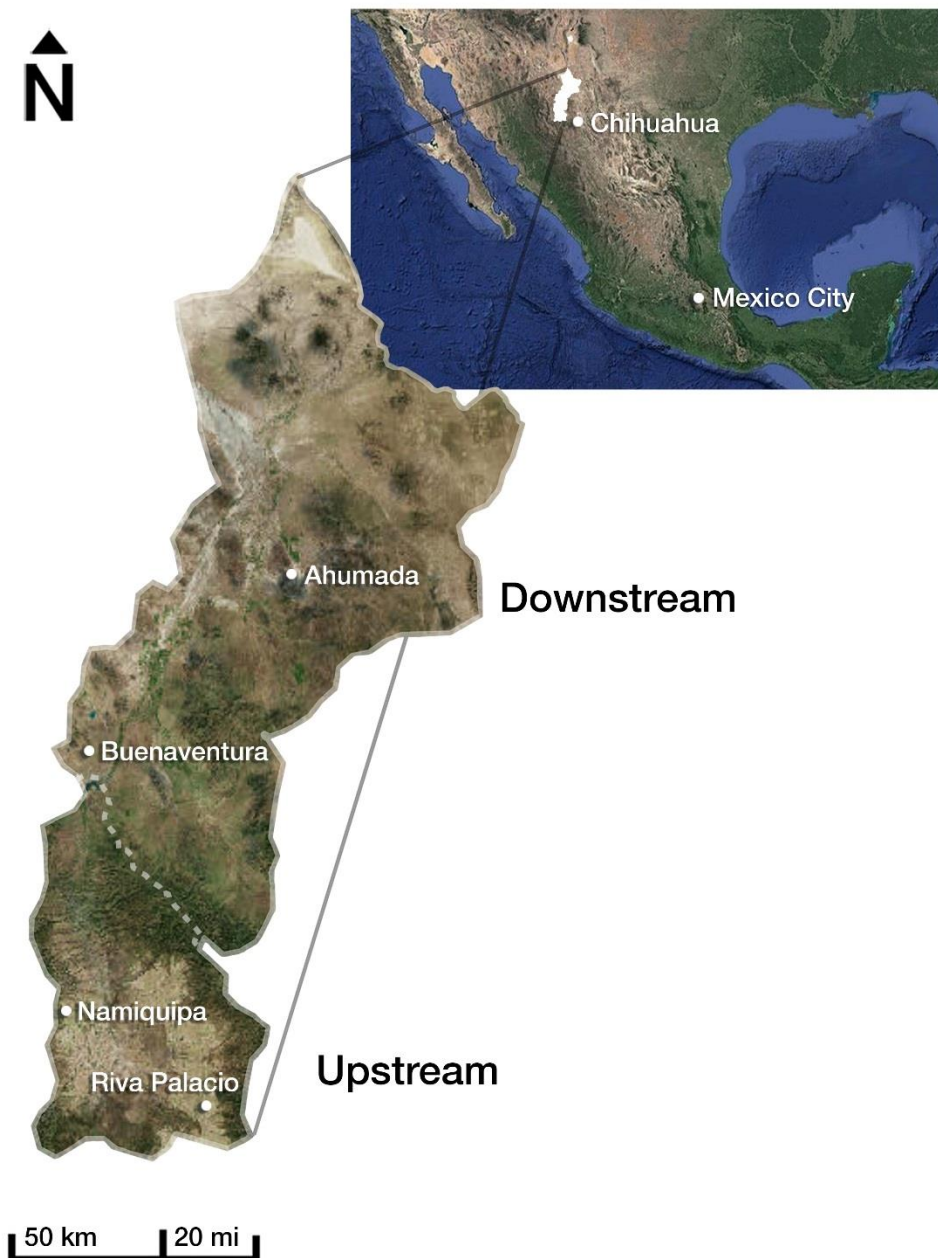 N
Chihuahua
Mexico City
Ahumada
Downstream
Buenaventura
Namiquipa
Riva Palacio
Upstream
50 km
20 mi